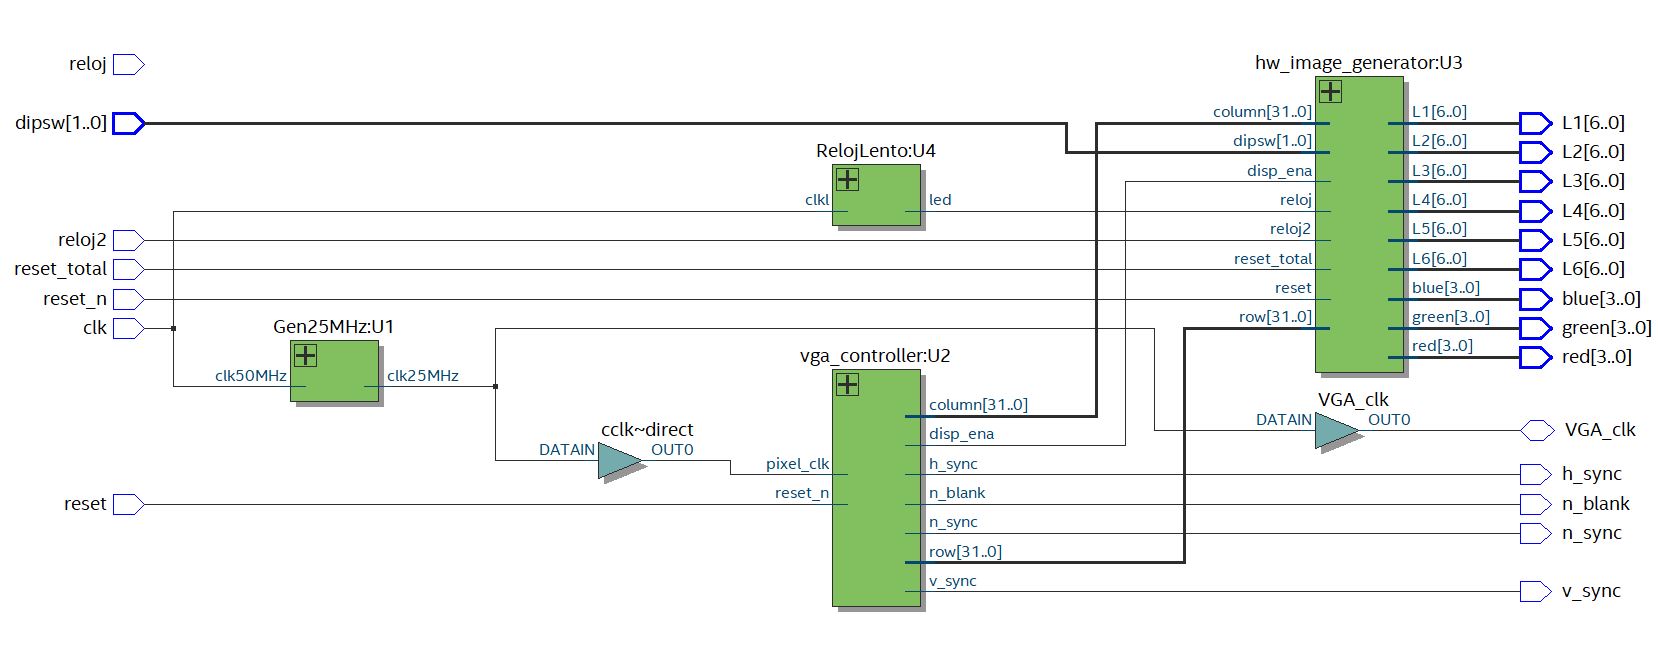 reloj
dipsw[1..0]
reloj2
reset_total
reset_n
clk
reset
Gen25MHz:U1
clk50MHz
clk25MHz
cclk~direct
DATAIN
OUT0
RelojLento:U4
clkl
led
vga_controller:U2
pixel_clk
reset_n
column[31..0]
disp_ena
h_sync
n_blank
n_sync
row[31..0]
v_sync
hw_image_generator:U3
column[31..0]
dipsw[1..0]
disp_ena
reloj
reloj2
reset_total
reset
row[31..0]
L1[6..0]
L2[6..0]
L3[6..0]
L4[6..0]
L5[6..0]
L6[6..0]
blue[3..0]
green[3..0]
red[3..0]
VGA_clk
DATAIN
OUT0
L1[6..0]
L2[6..0]
L3[6..0]
L4[6..0]
L5[6..0]
L6[6..0]
blue[3..0]
green[3..0]
red[3..0]
VGA_clk
h_sync
n_blank
n_sync
v_sync